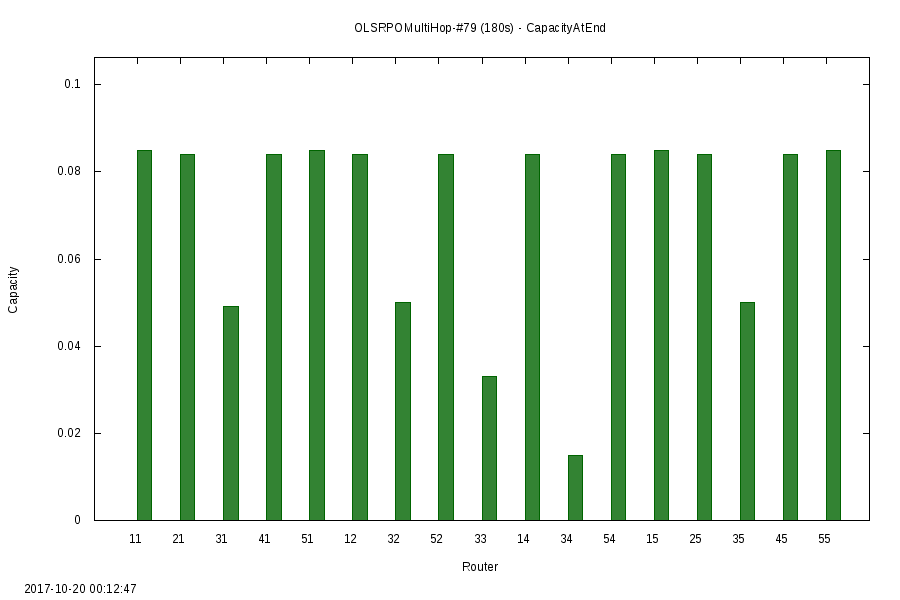 OLSRPOMultiHop-#79 (180s) - CapacityAtEnd
0.1
0.08
0.06
0.04
0.02
0
Capacity
11 21 31 41 51 12 32 52 33 14 34 54 15 25 35 45 55
Router
2017-10-20 00:12:47